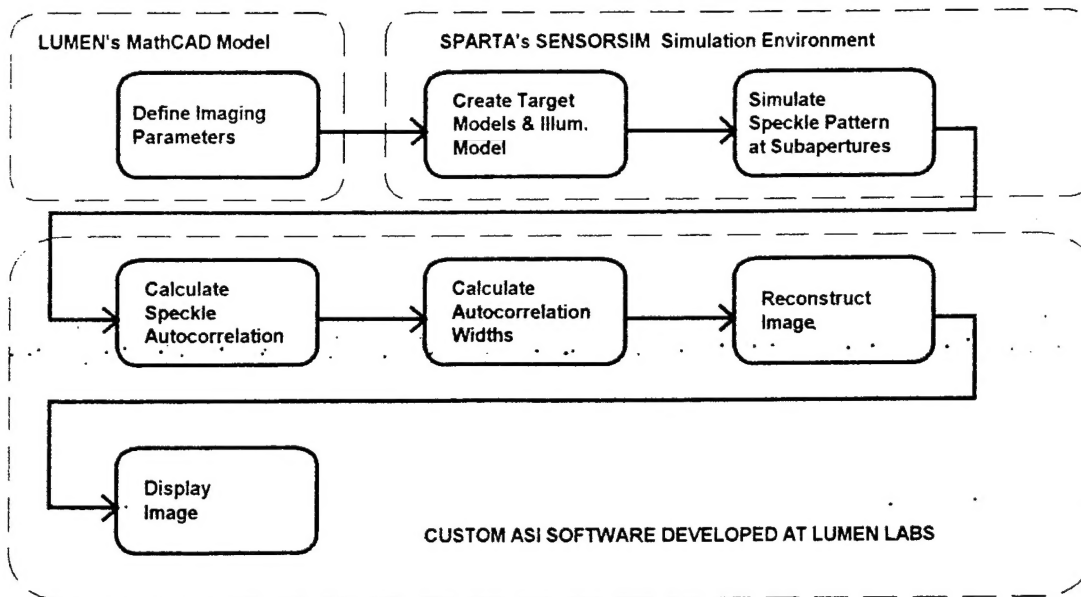 LUMEN's MathCAD Model
SPARTA's SENSORSIM Simulation Environment
Define Imaging
Parameters
Create Target
Models & Illum.
Model
Simulate
Speckle Pattern
at Subapertures
Calculate
Speckle
Autocorrelation
Calculate
Autocorrelation
Widths
Reconstruct
Image
Display
Image
CUSTOM ASI SOFTWARE DEVELOPED AT LUMEN LABS